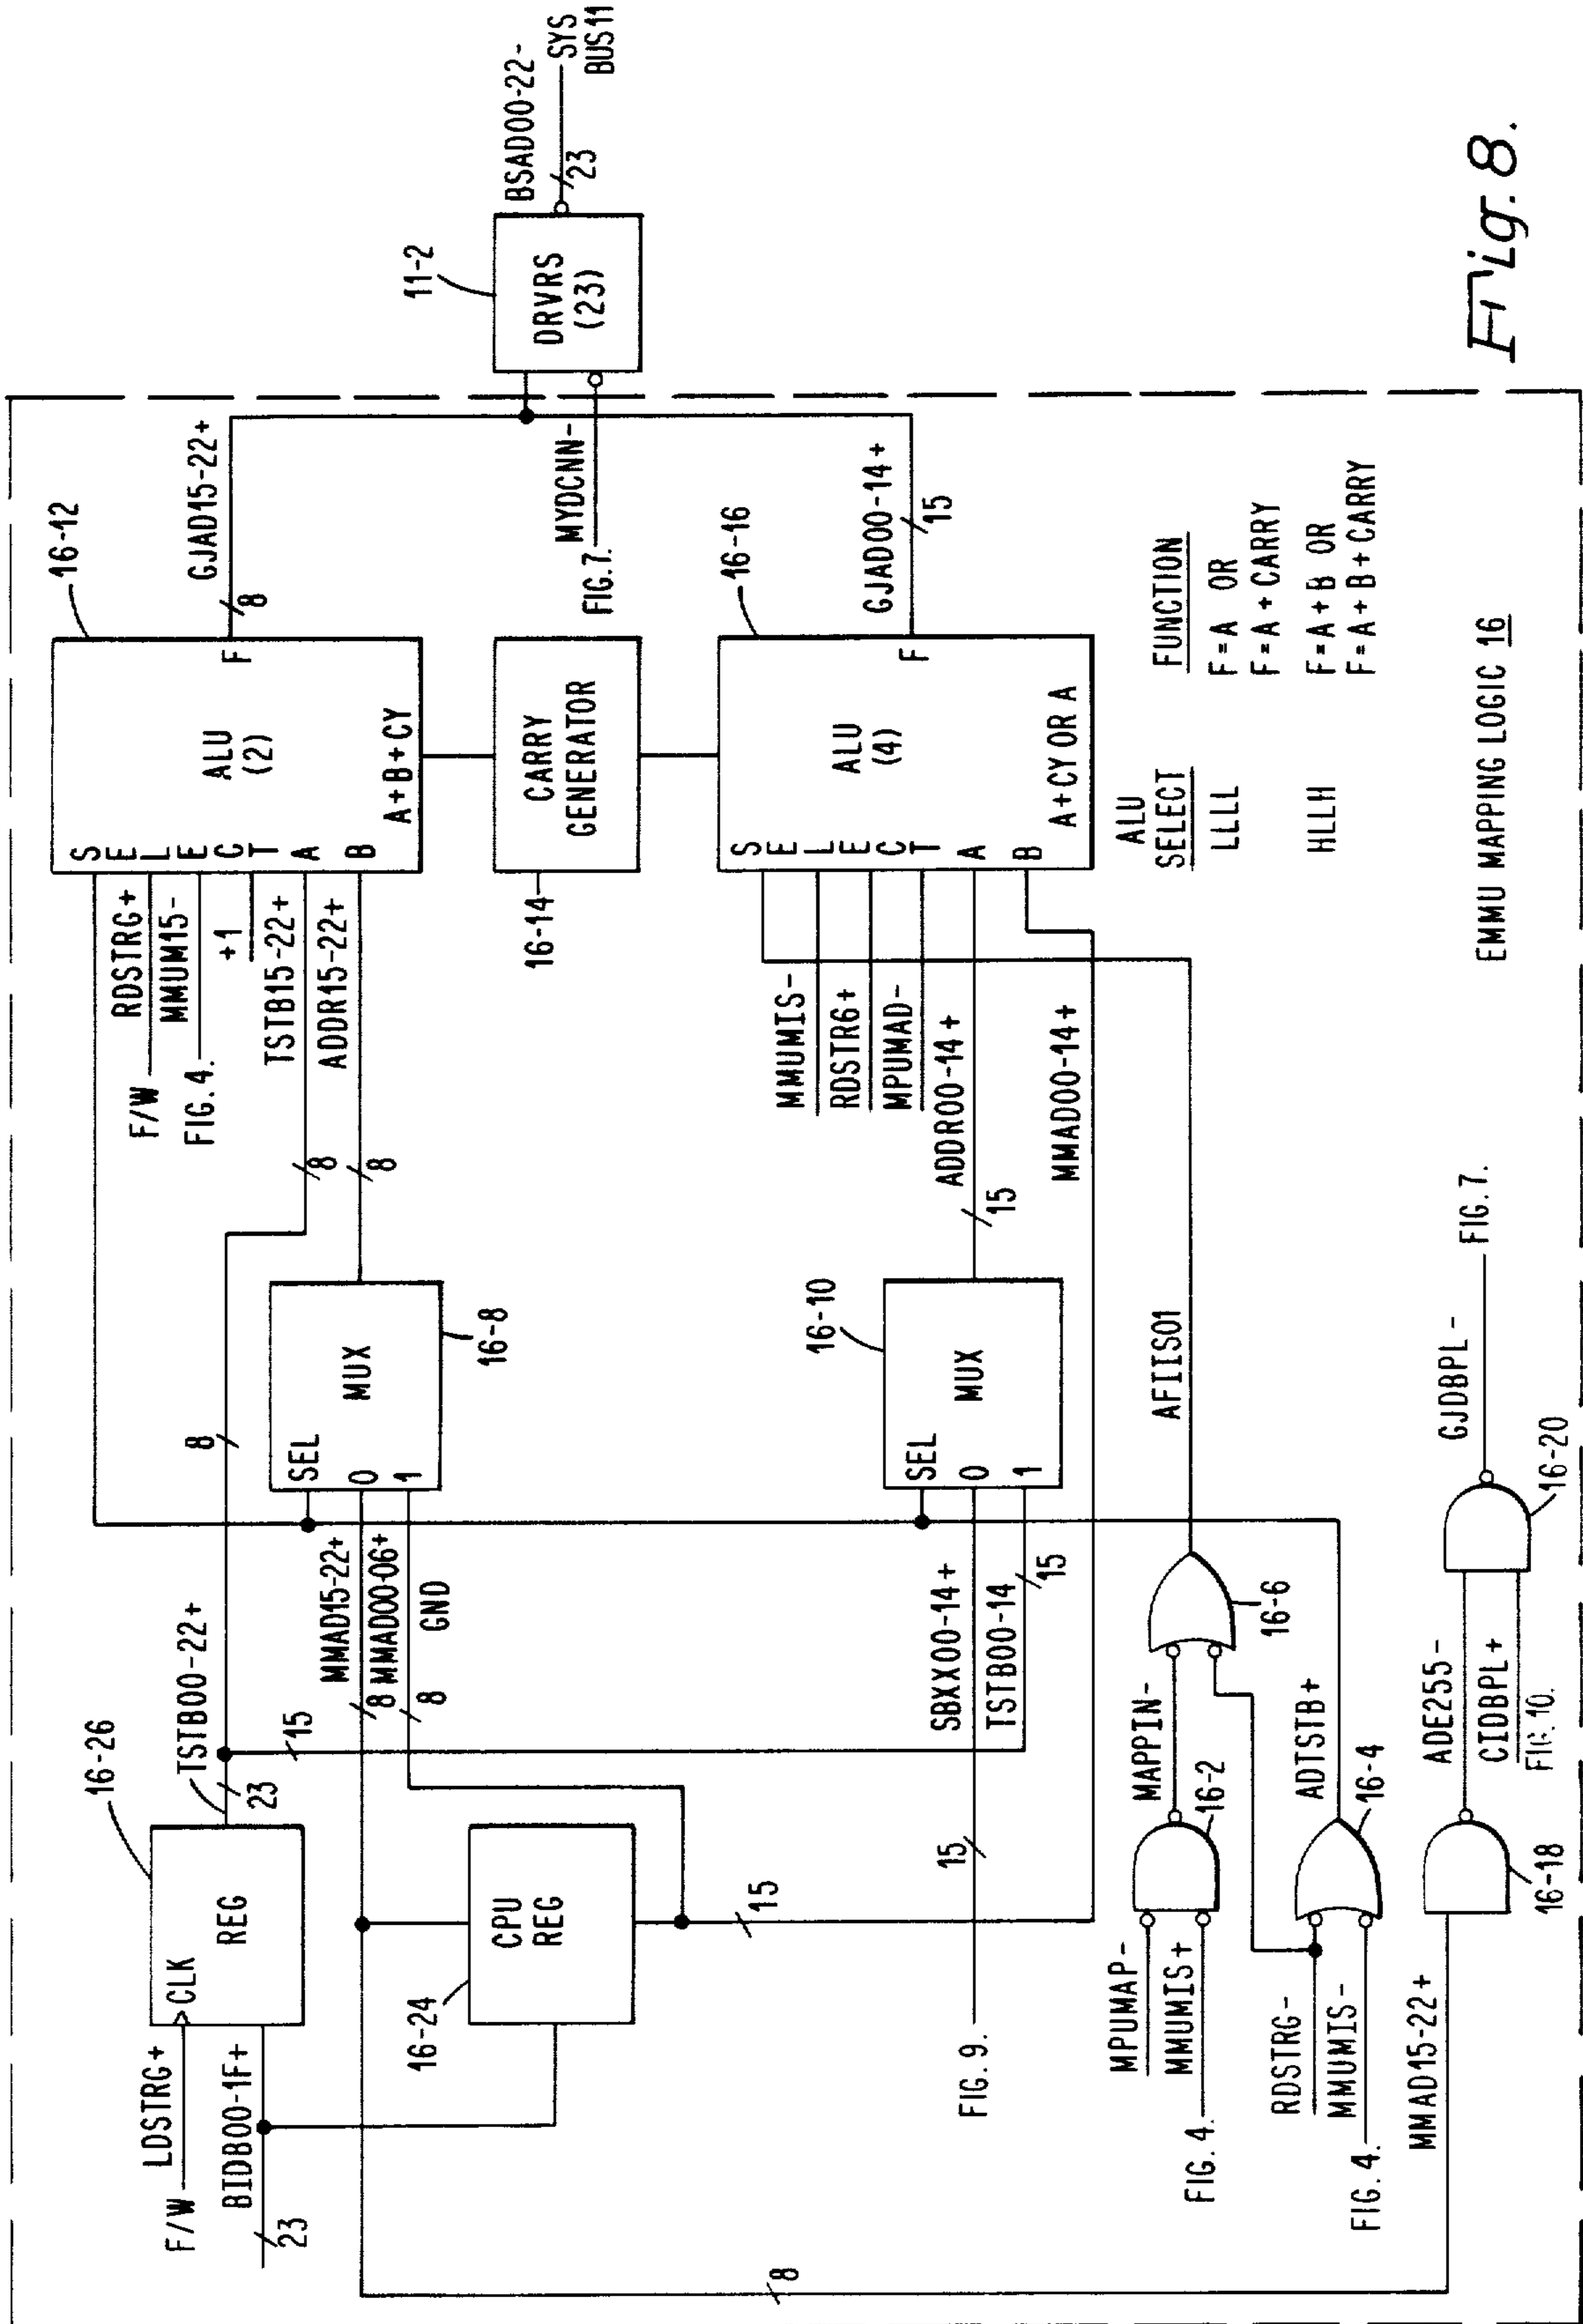 16-26
LDSTRG+
F/W
CLK
REG
BIDB00-1F+
23
TSTB00-22+
23
15
8
16-24
CPU
REG
15
MMAD15-22+
8
MMAD00-06+
8
GND
SEL
0
1
MUX
16-8
8
8
RDSTRG+
F/W
MMUM15-
FIG. 4.
+1
TSTB15-22+
ADDR15-22+
SELECT
A
B
ALU
(2)
F
A+B+CY
16-12
GJAD15-22+
8
CARRY
GENERATOR
16-14
11-2
DRVRS
(23)
BSAD00-22-
23
SYS
BUS11
MYDCNN-
FIG. 7.
FIG. 9.
15
SBXX00-14+
TSTB00-14
15
SEL
0
1
MUX
16-10
15
MMUMIS-
RDSTR6+
MPUMAD-
ADDR00-14+
MMAD00-14+
SELECT
A
B
ALU
(4)
F
A+CY OR A
16-16
GJAD00-14+
15
MPUMAP-
MMUMIS+
FIG. 4.
16-2
MAPPIN-
16-6
AFIIS01
RDSTRG-
MMUMIS-
FIG. 4.
16-4
ADTSTB+
MMAD15-22+
8
16-18
ADE255-
CIDBPL+
FIG. 10.
16-20
GJDBPL-
FIG. 7.
ALU
SELECT FUNCTION
LLLL F=A OR
F=A+CARRY
HLLH F=A+B OR
F=A+B+CARRY
EMMU MAPPING LOGIC 16
Fig. 8.